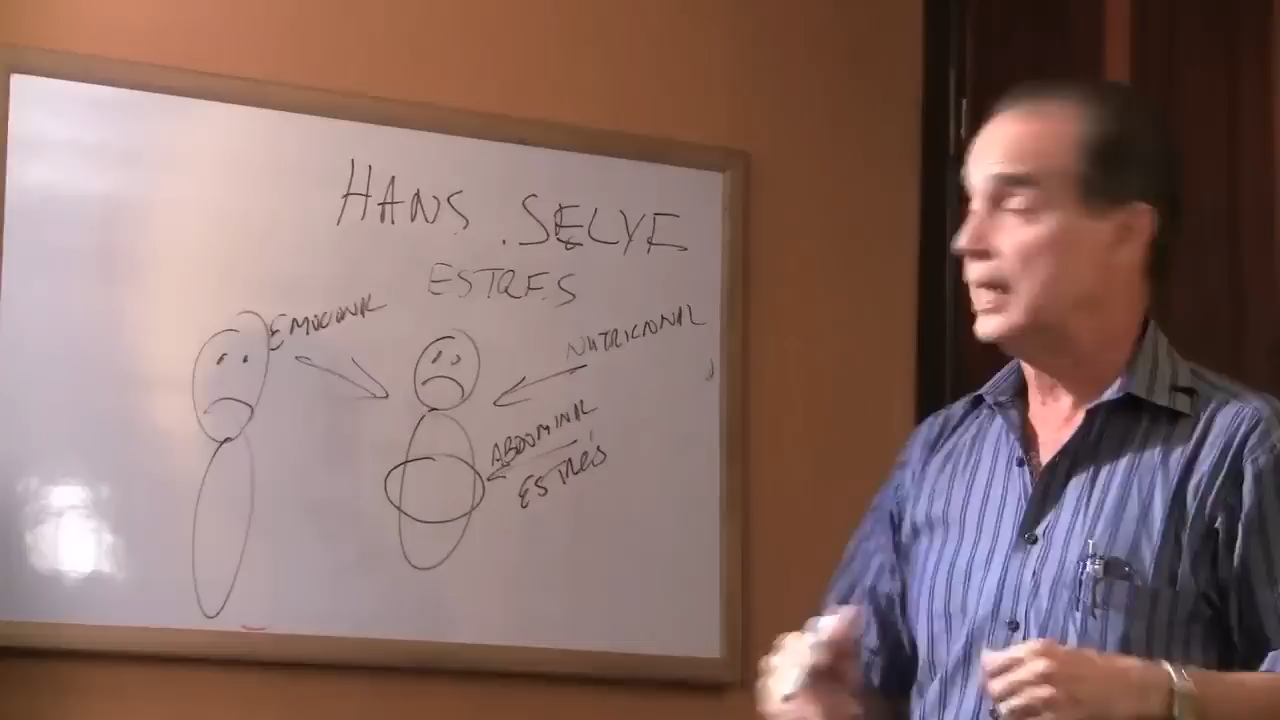 HANS SELYE
ESTRES
EMOCIONAL
NUTRICIONAL
ABDOMINAL
ESTRÉS